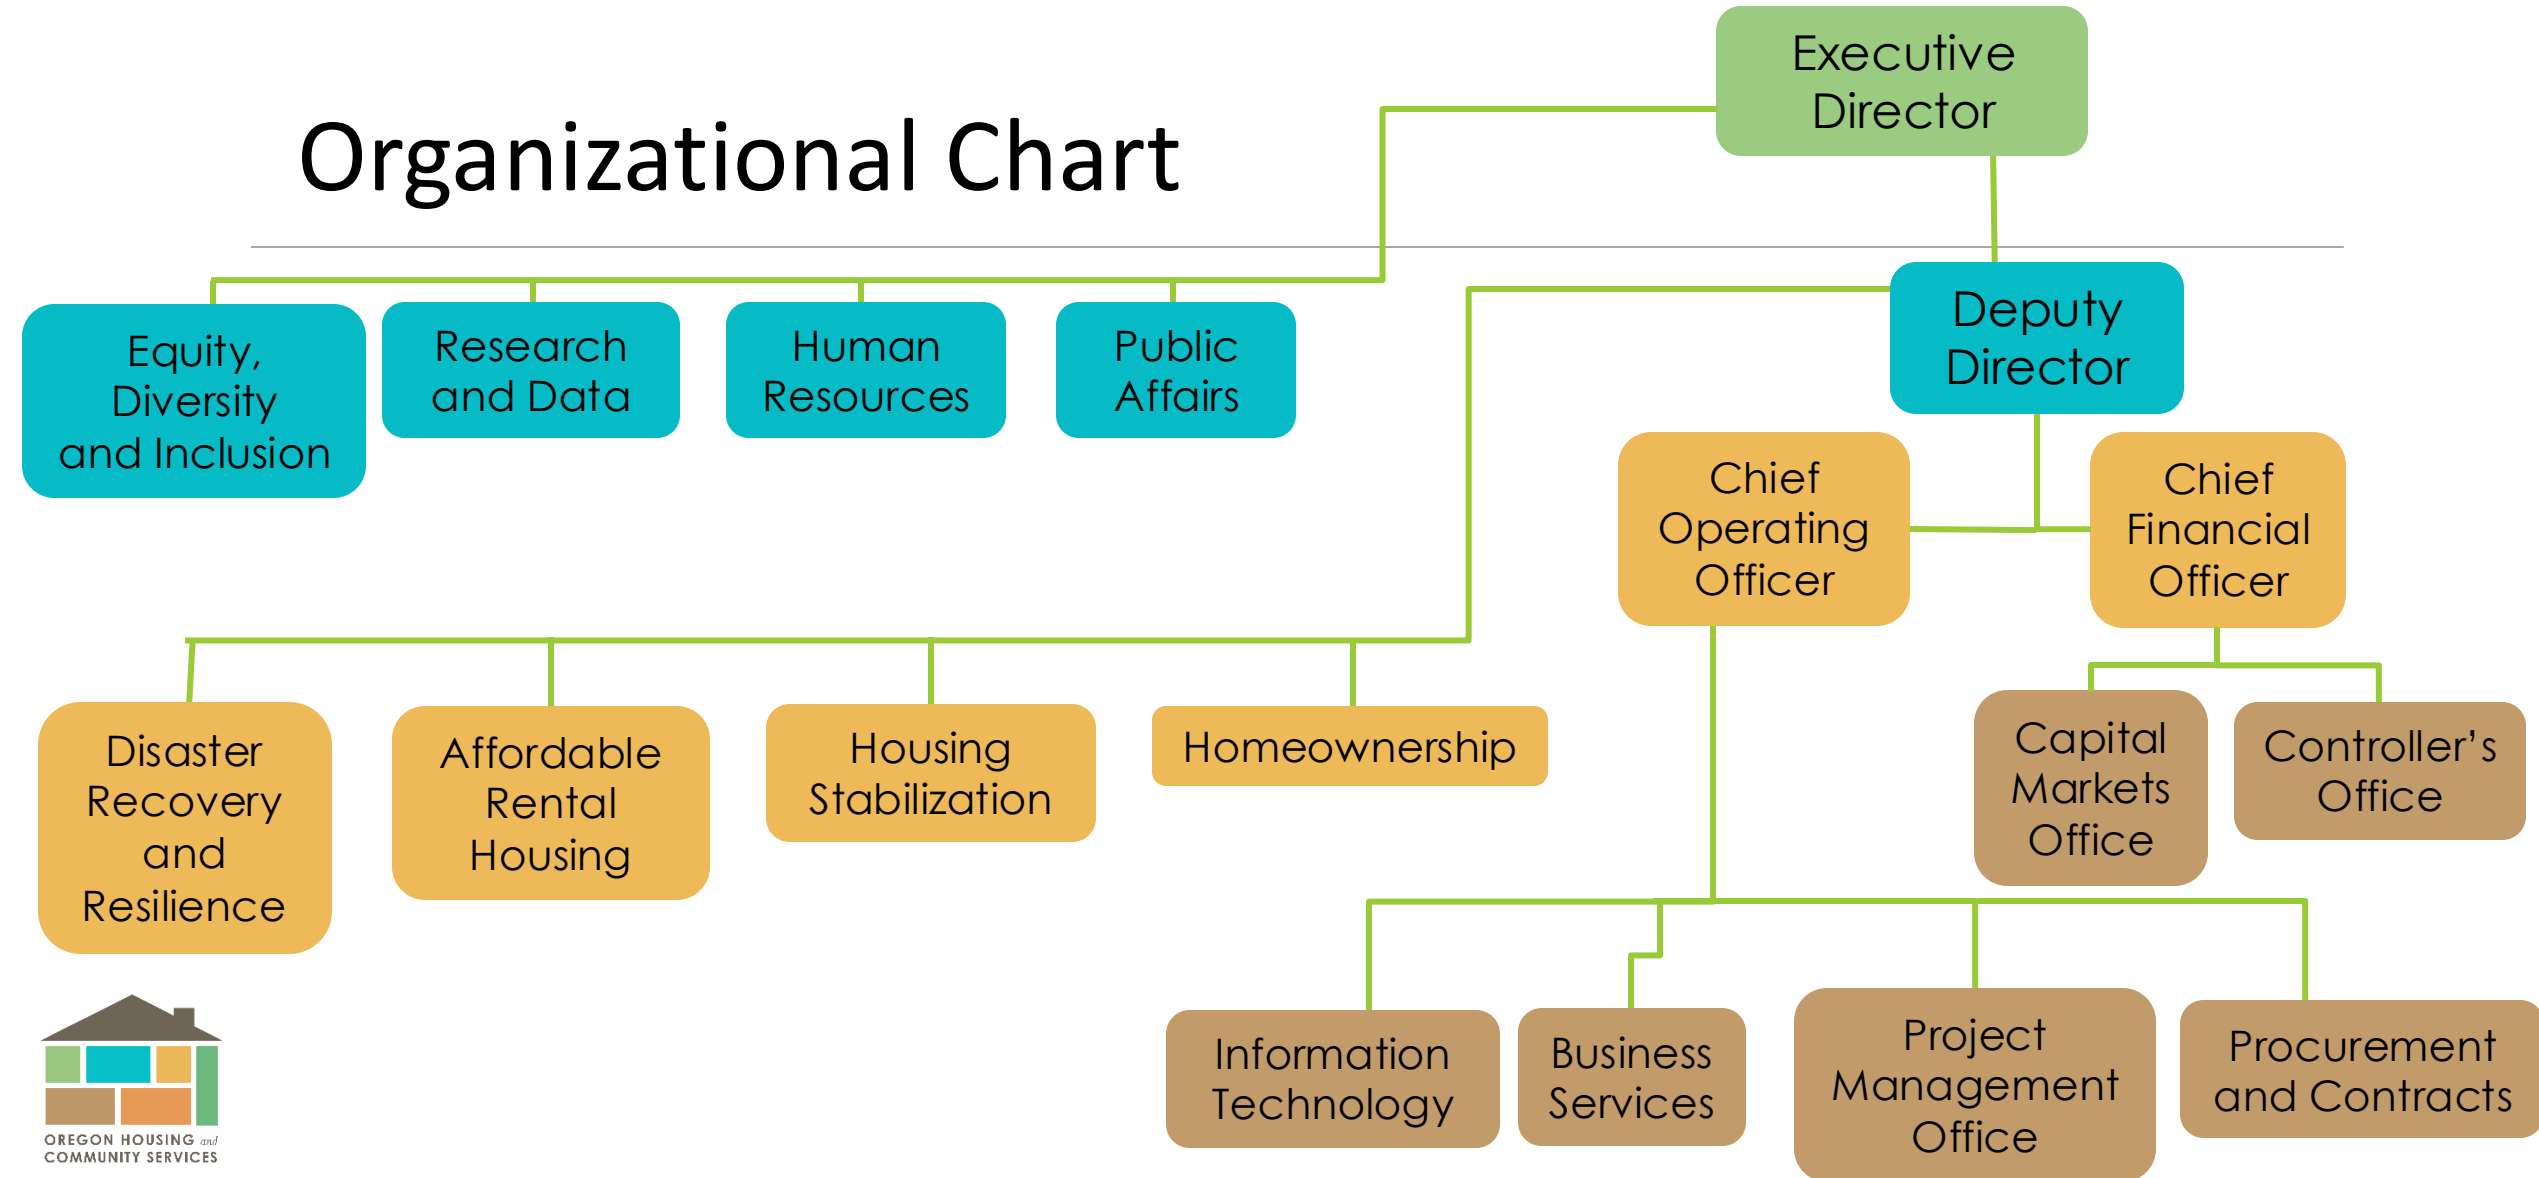 Executive
Director
Organizational Chart
Deputy
Director
Equity,
Diversity
and Inclusion
Research
and Data
Human
Resources
Public
Affairs
Chief
Operating
Officer
Chief
Financial
Officer
Disaster
Recovery
and
Resilience
Affordable
Rental
Housing
Housing
Stabilization
Homeownership
Capital
Markets
Office
Controller’s
Office
Information
Technology
Business
Services
Project
Management
Office
Procurement
and Contracts
OREGON HOUSING and
COMMUNITY SERVICES